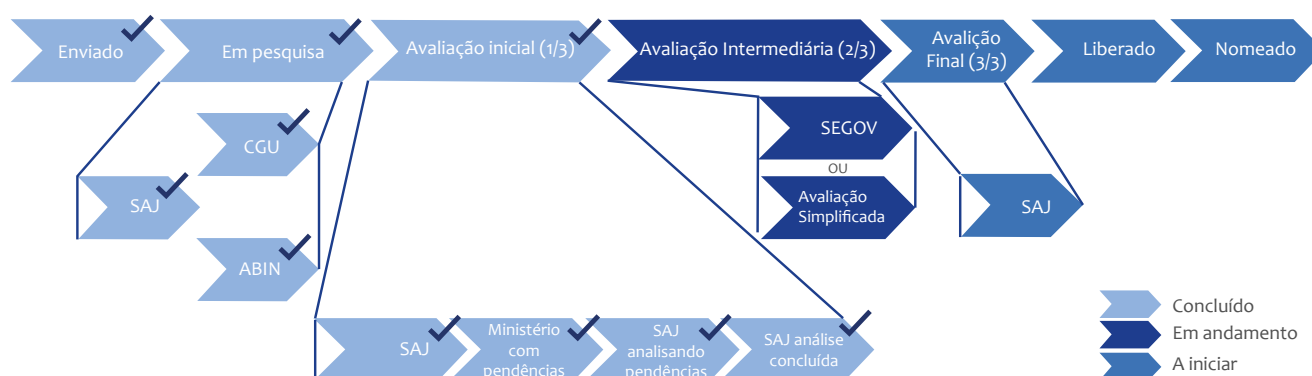 Enviado
Em pesquisa
Avaliação inicial (1/3)
Avaliação Intermediária (2/3)
Avalição
Final (3/3)
Liberado
Nomeado
CGU
SAJ
ABIN
SEGOV
OU
Avaliação
Simplificada
SAJ
SAJ
Ministério
com
pendências
SAJ
analisando
pendências
SAJ análise
concluída
Concluído
Em andamento
A iniciar